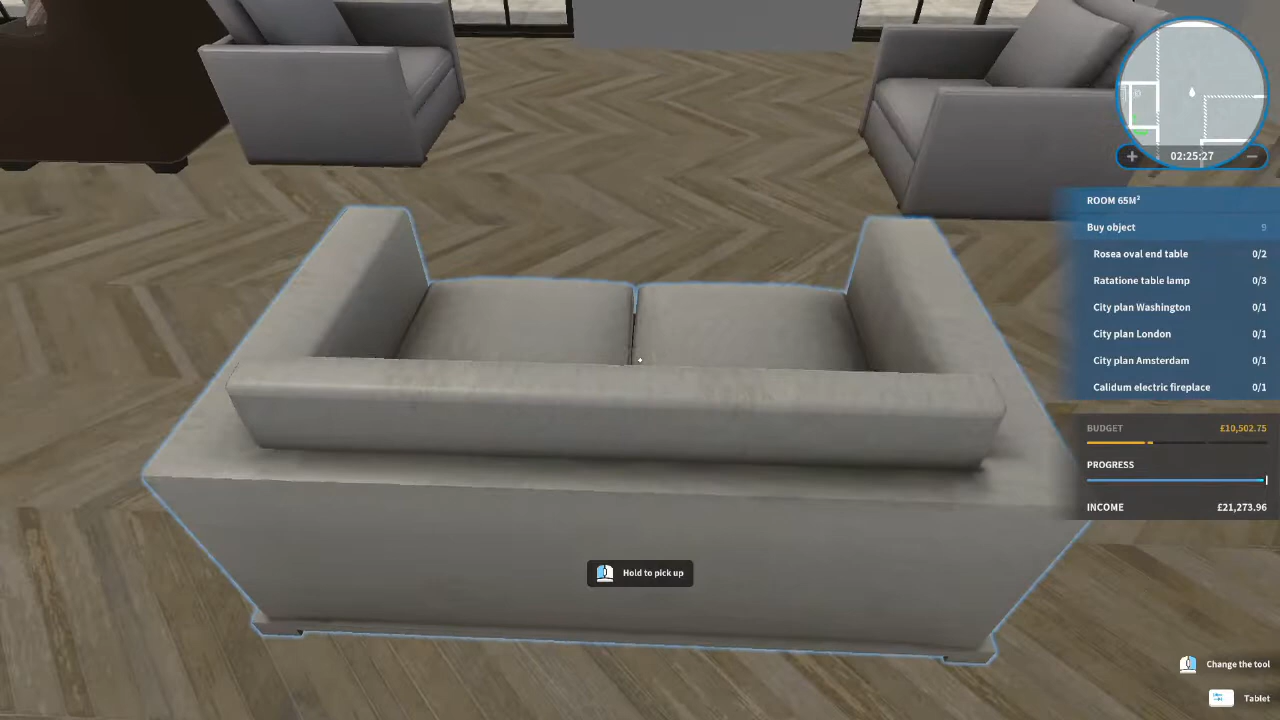 02:25:27
ROOM 65M²
Buy object 9
Rosea oval end table 0/2
Ratatione table lamp 0/3
City plan Washington 0/1
City plan London 0/1
City plan Amsterdam 0/1
Calidum electric fireplace 0/1
BUDGET £10,502.75
PROGRESS
INCOME £21,273.96
Hold to pick up
Change the tool
Tablet